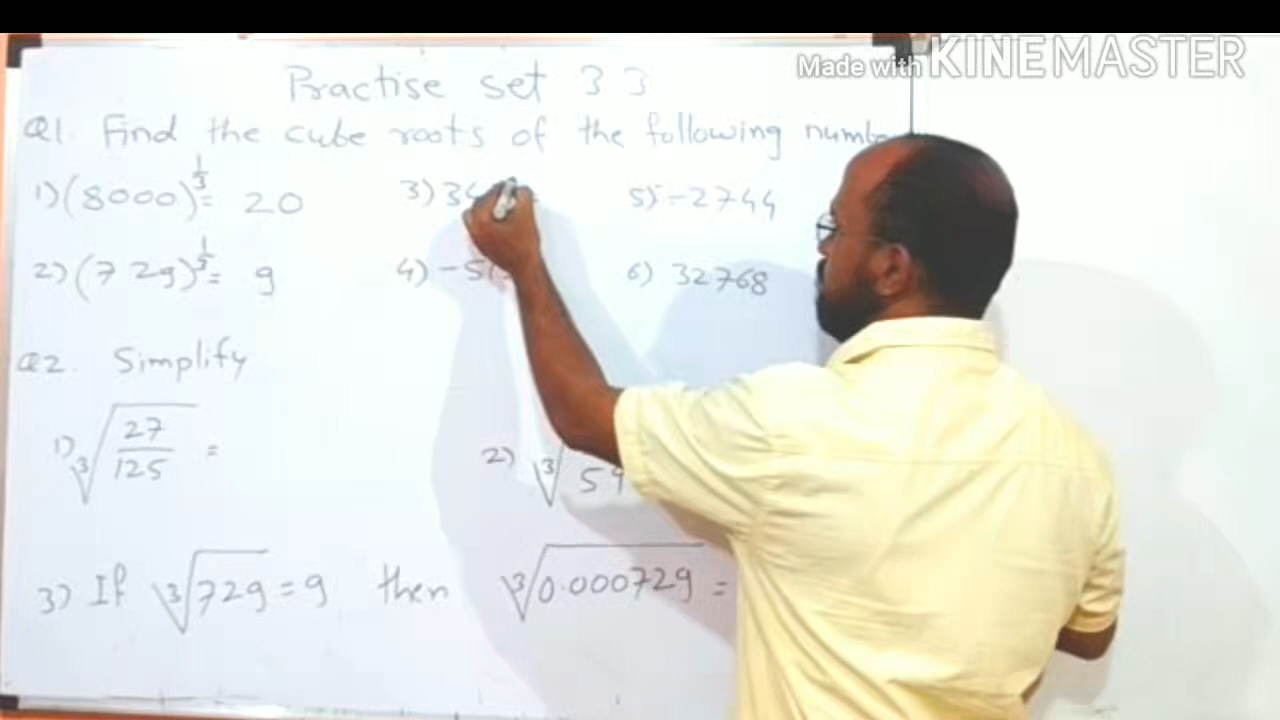 Made with KINEMASTER
Practise set 3 3
Q1. Find the cube roots of the following
1) (8000)^1/3 = 20
3) 3
5) -2744
2) (729)^1/3 = 9
4) -5
6) 32768
Q2. Simplify
1) ∛(27/125) =
2) ∛5
3) If ∛729 = 9 then ∛0.000729 =